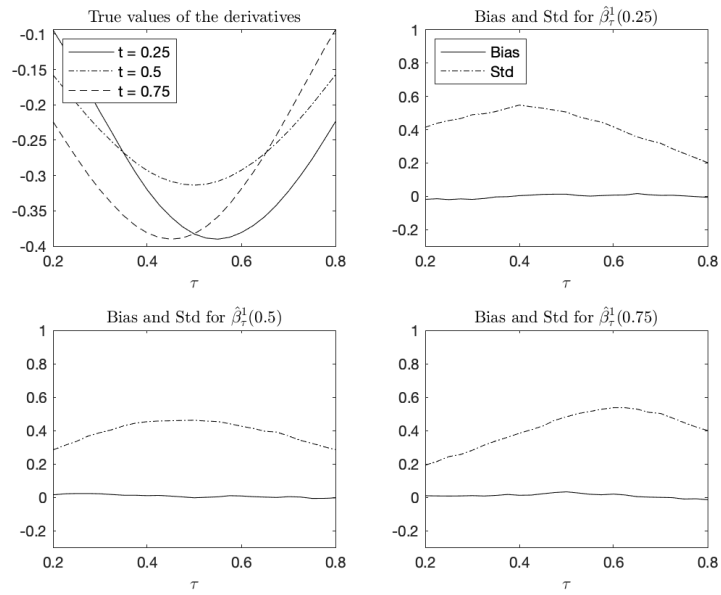 True values of the derivatives
t = 0.25
t = 0.5
t = 0.75
-0.1
-0.15
-0.2
-0.25
-0.3
-0.35
-0.4
0.2 0.4 0.6 0.8
τ
Bias and Std for β̂¹τ(0.25)
Bias
Std
1
0.8
0.6
0.4
0.2
0
-0.2
0.2 0.4 0.6 0.8
τ
Bias and Std for β̂¹τ(0.5)
1
0.8
0.6
0.4
0.2
0
-0.2
0.2 0.4 0.6 0.8
τ
Bias and Std for β̂¹τ(0.75)
1
0.8
0.6
0.4
0.2
0
-0.2
0.2 0.4 0.6 0.8
τ